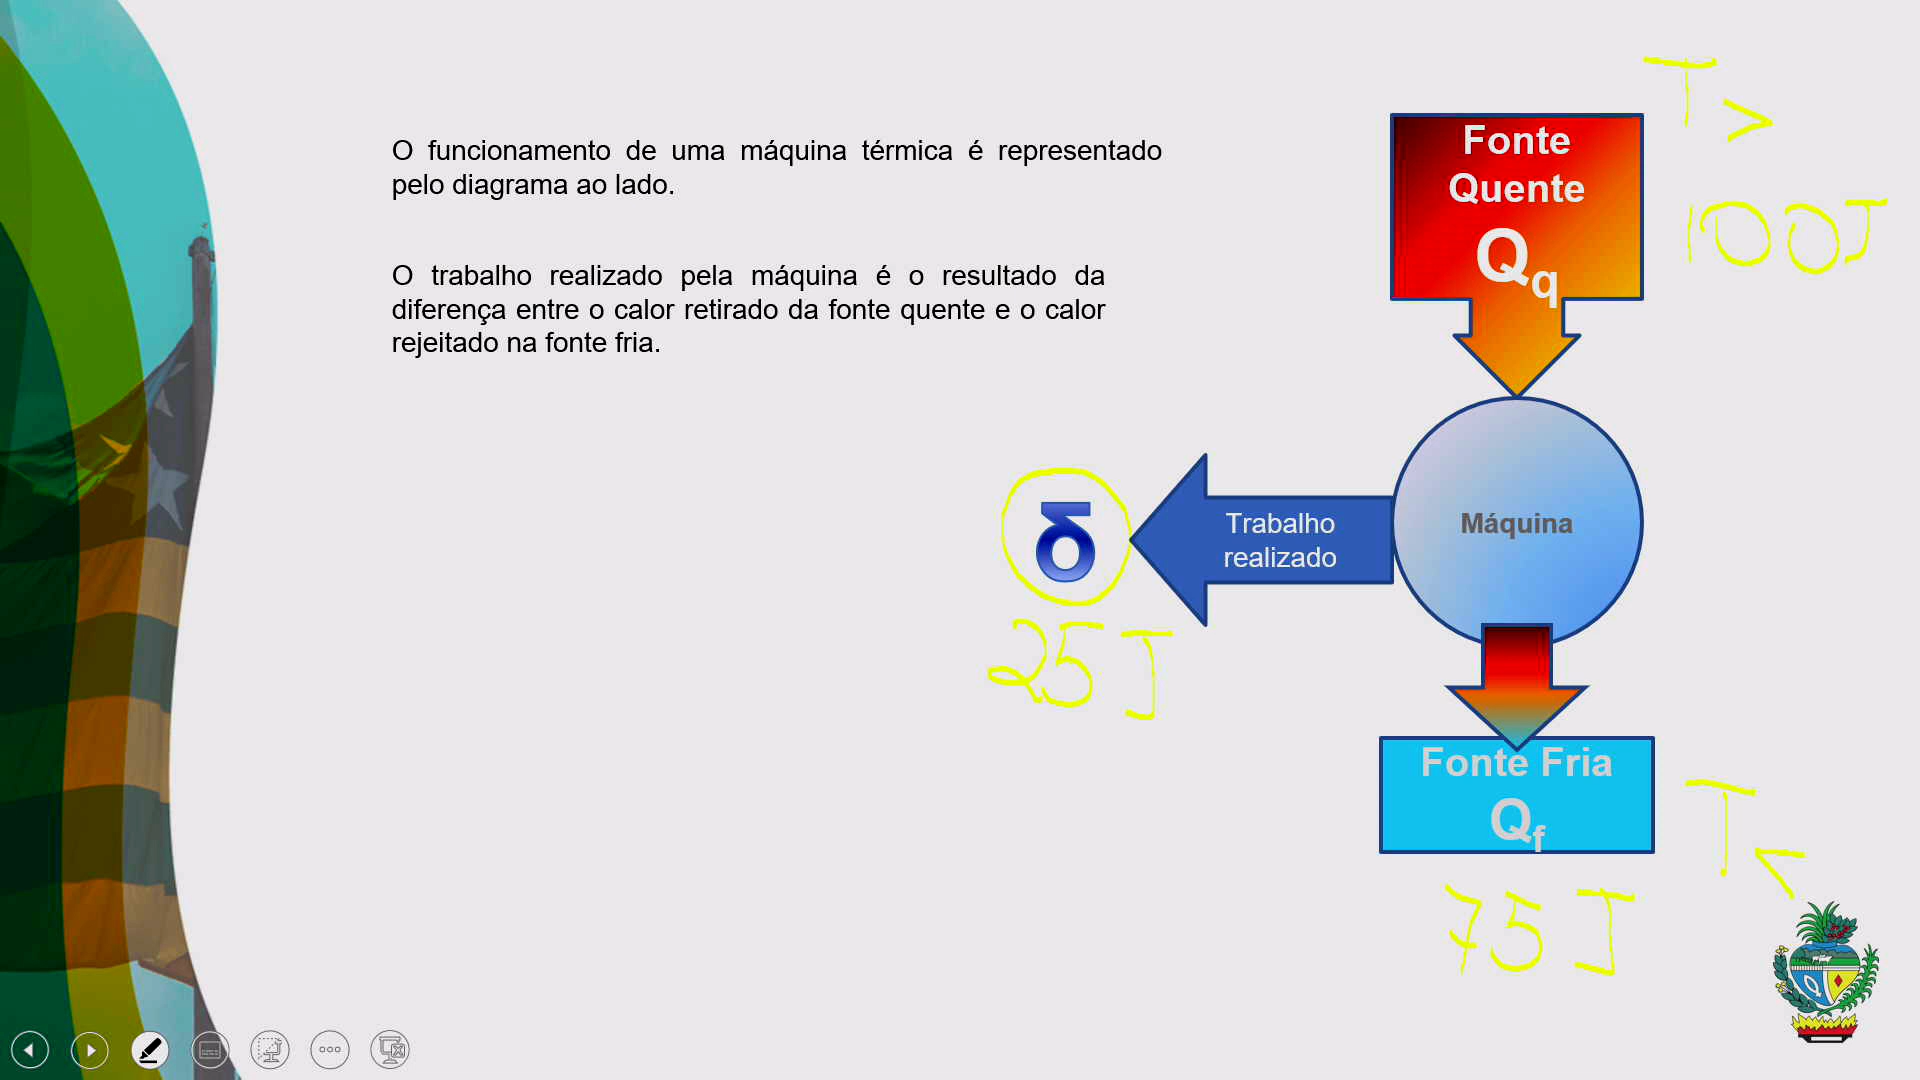 O funcionamento de uma máquina térmica é representado
pelo diagrama ao lado.
O trabalho realizado pela máquina é o resultado da
diferença entre o calor retirado da fonte quente e o calor
rejeitado na fonte fria.
T >
Fonte
Quente
Qq
100J
Máquina
Trabalho
realizado
δ
25 J
Fonte Fria
Qf
T <
75 J